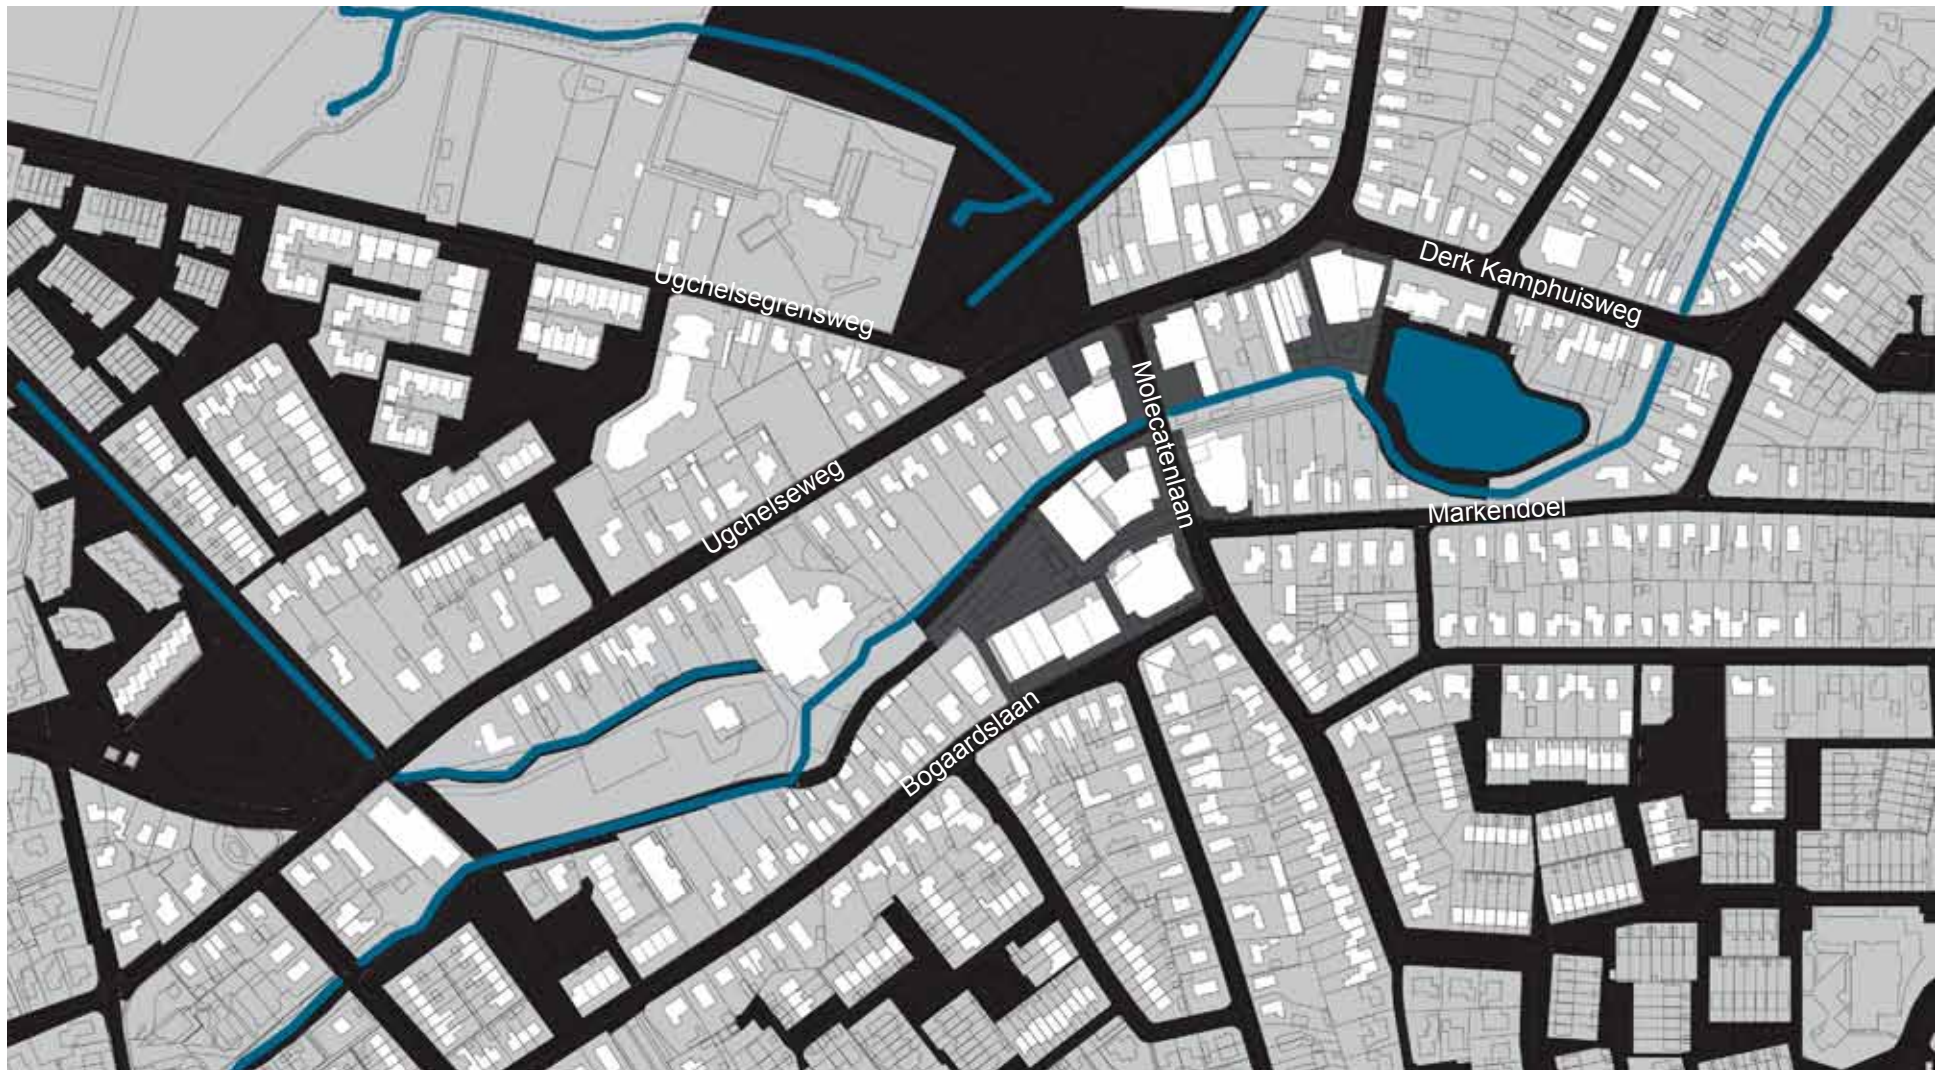 Derk Kamphuisweg
Ugchelsegrensweg
Molecatenlaan
Ugchelseweg
Markendoel
Bogaardslaan